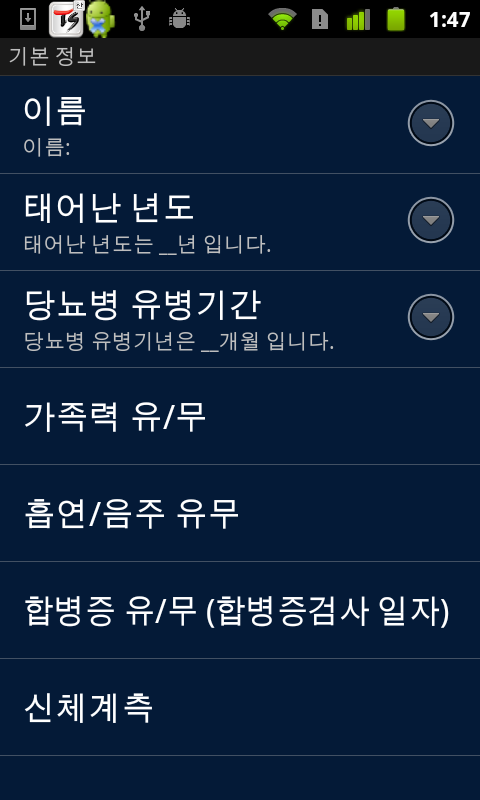 1:47
기본 정보
이름
이름:
태어난 년도
태어난 년도는 __년 입니다.
당뇨병 유병기간
당뇨병 유병기년은 __개월 입니다.
가족력 유/무
흡연/음주 유무
합병증 유/무 (합병증검사 일자)
신체계측